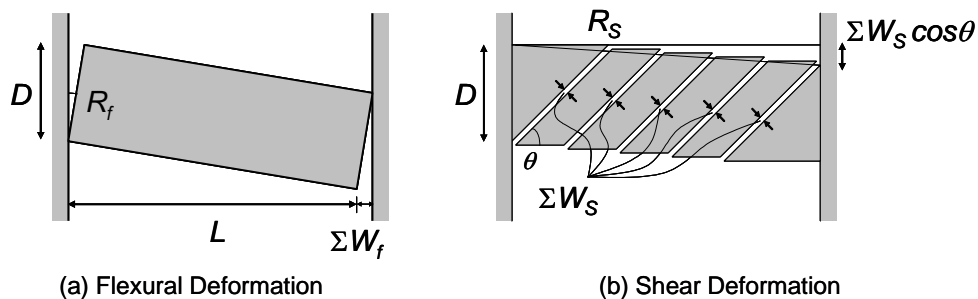 D
R_f
L
ΣW_f
(a) Flexural Deformation
R_S
ΣW_S cosθ
D
θ
ΣW_S
(b) Shear Deformation